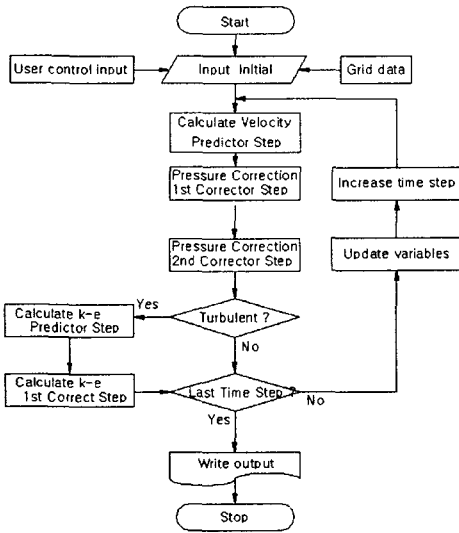 Start
User control input
Input Initial
Grid data
Calculate Velocity
Predictor Step
Pressure Correction
1st Corrector Step
Increase time step
Pressure Correction
2nd Corrector Step
Update variables
Yes
Calculate k-e
Predictor Step
Turbulent ?
No
Calculate k-e
1st Correct Step
Last Time Step ?
No
Yes
Write output
Stop